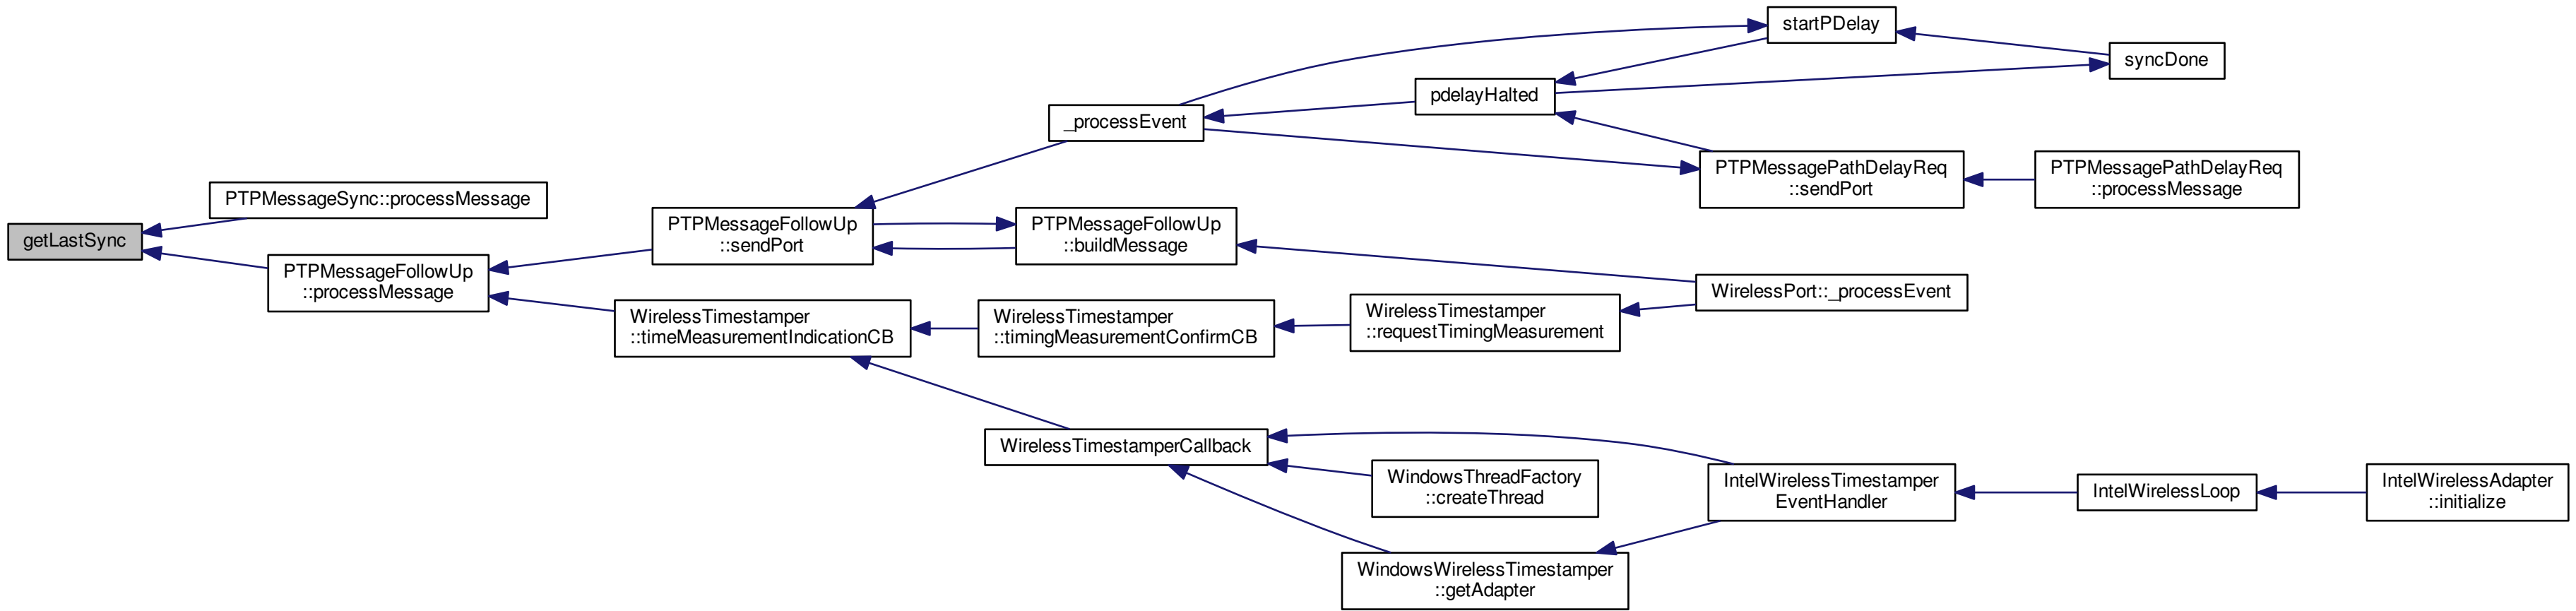 startPDelay
syncDone
pdelayHalted
_processEvent
PTPMessagePathDelayReq
::sendPort
PTPMessagePathDelayReq
::processMessage
PTPMessageSync::processMessage
getLastSync
PTPMessageFollowUp
::sendPort
PTPMessageFollowUp
::buildMessage
PTPMessageFollowUp
::processMessage
WirelessPort::_processEvent
WirelessTimestamper
::timeMeasurementIndicationCB
WirelessTimestamper
::timingMeasurementConfirmCB
WirelessTimestamper
::requestTimingMeasurement
WirelessTimestamperCallback
WindowsThreadFactory
::createThread
IntelWirelessTimestamper
EventHandler
IntelWirelessLoop
IntelWirelessAdapter
::initialize
WindowsWirelessTimestamper
::getAdapter